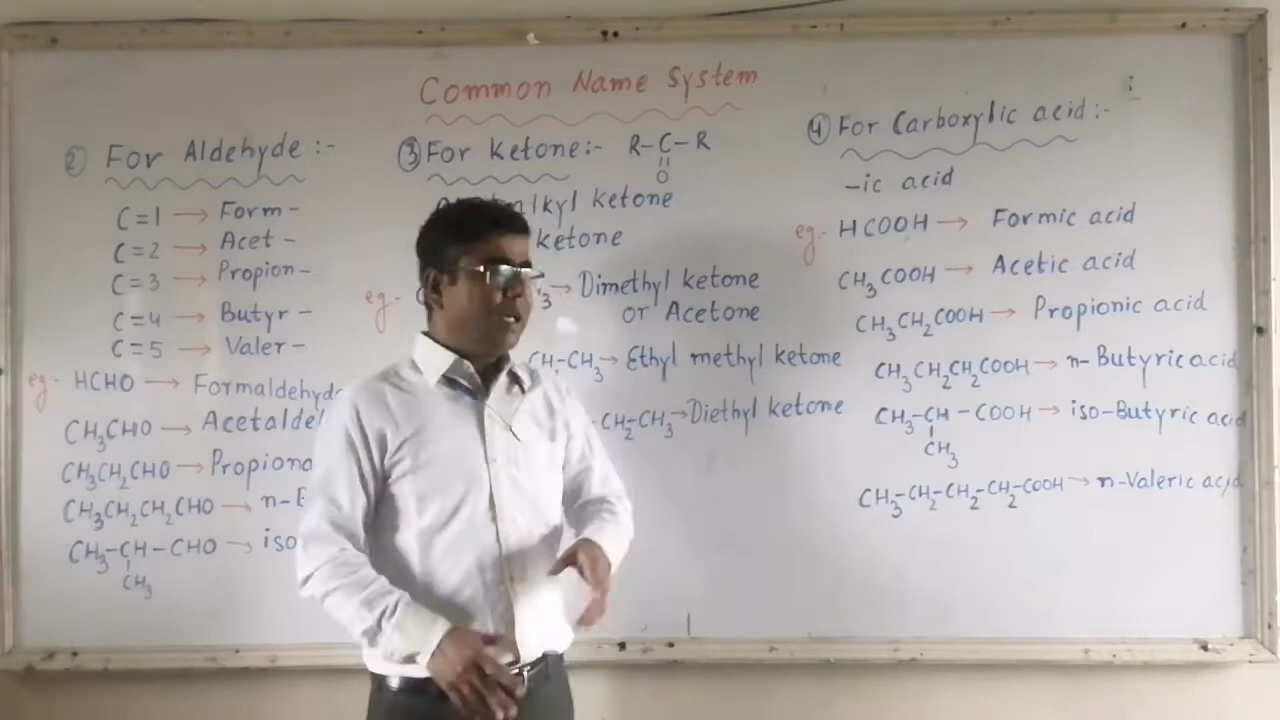 Common Name System
② For Aldehyde :-
C=1 → Form-
C=2 → Acet-
C=3 → Propion-
C=4 → Butyr-
C=5 → Valer-
eg- HCHO → Formaldehyde
CH₃CHO →
CH₃CH₂CHO →
CH₃CH₂CH₂CHO → n-
CH₃-CH-CHO → iso
CH₃
③ For Ketone:- R-C-R
O
ketone
ketone
eg- → Dimethyl ketone
or Acetone
CH₃ → Ethyl methyl ketone
CH₂-CH₃ → Diethyl ketone
④ For Carboxylic acid:-
-ic acid
eg- HCOOH → Formic acid
CH₃COOH → Acetic acid
CH₃CH₂COOH → Propionic acid
CH₃CH₂CH₂COOH → n-Butyric acid
CH₃-CH-COOH → iso-Butyric acid
CH₃
CH₃-CH₂-CH₂-CH₂-COOH → n-Valeric acid